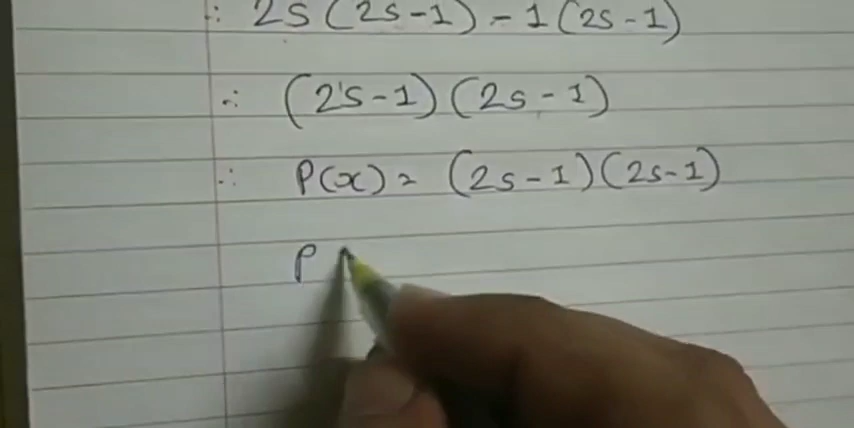 ∴ 2s(2s-1)-1(2s-1)
∴ (2s-1)(2s-1)
∴ P(x) = (2s-1)(2s-1)
P